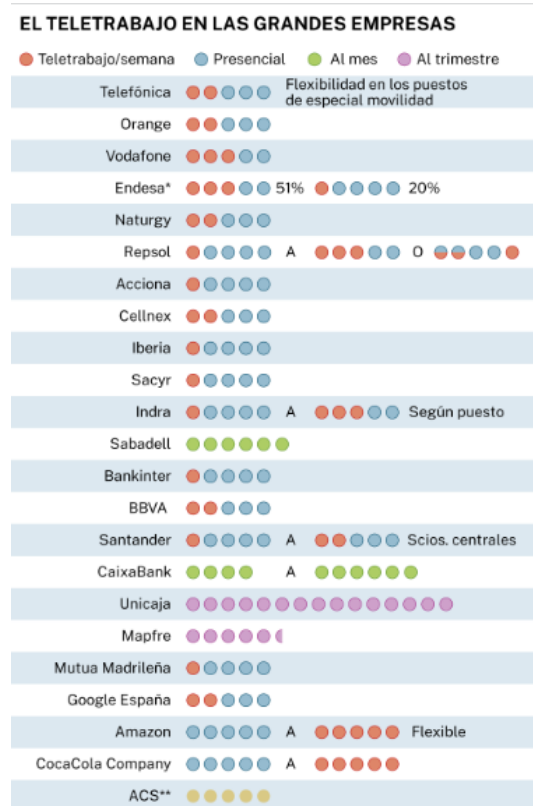 EL TELETRABAJO EN LAS GRANDES EMPRESAS
Teletrabajo/semana Presencial Al mes Al trimestre
Telefónica Flexibilidad en los puestos
de especial movilidad
Orange
Vodafone
Endesa* 51% 20%
Naturgy
Repsol A O
Acciona
Cellnex
Iberia
Sacyr
Indra A Según puesto
Sabadell
Bankinter
BBVA
Santander A Scios. centrales
CaixaBank A
Unicaja
Mapfre
Mutua Madrileña
Google España
Amazon A Flexible
CocaCola Company A
ACS**